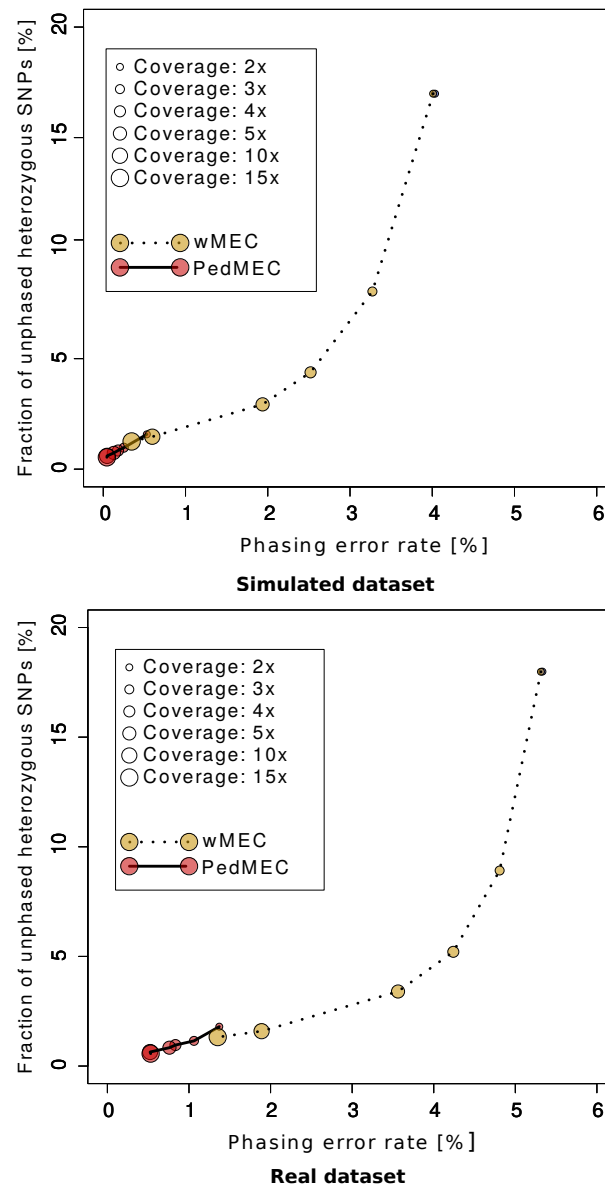 Fraction of unphased heterozygous SNPs [%]
20
15
10
5
0
Coverage: 2x
Coverage: 3x
Coverage: 4x
Coverage: 5x
Coverage: 10x
Coverage: 15x
wMEC
PedMEC
0 1 2 3 4 5 6
Phasing error rate [%]
Simulated dataset
Fraction of unphased heterozygous SNPs [%]
20
15
10
5
0
Coverage: 2x
Coverage: 3x
Coverage: 4x
Coverage: 5x
Coverage: 10x
Coverage: 15x
wMEC
PedMEC
0 1 2 3 4 5 6
Phasing error rate [%]
Real dataset